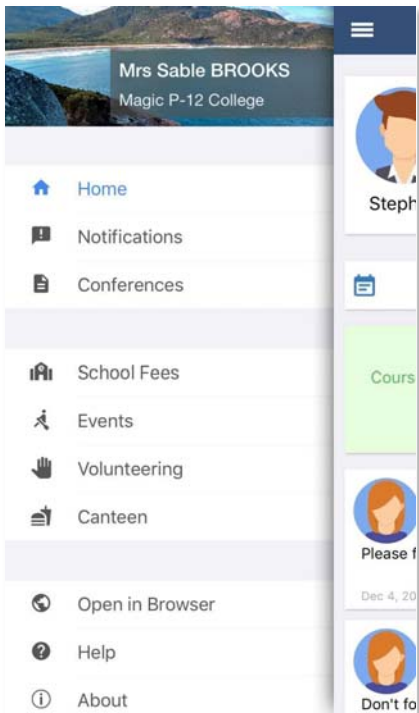 Mrs Sable BROOKS
Magic P-12 College
Home
Notifications
Conferences
School Fees
Events
Volunteering
Canteen
Open in Browser
Help
About
Steph
Cours
Please f
Dec 4, 20
Don't fo